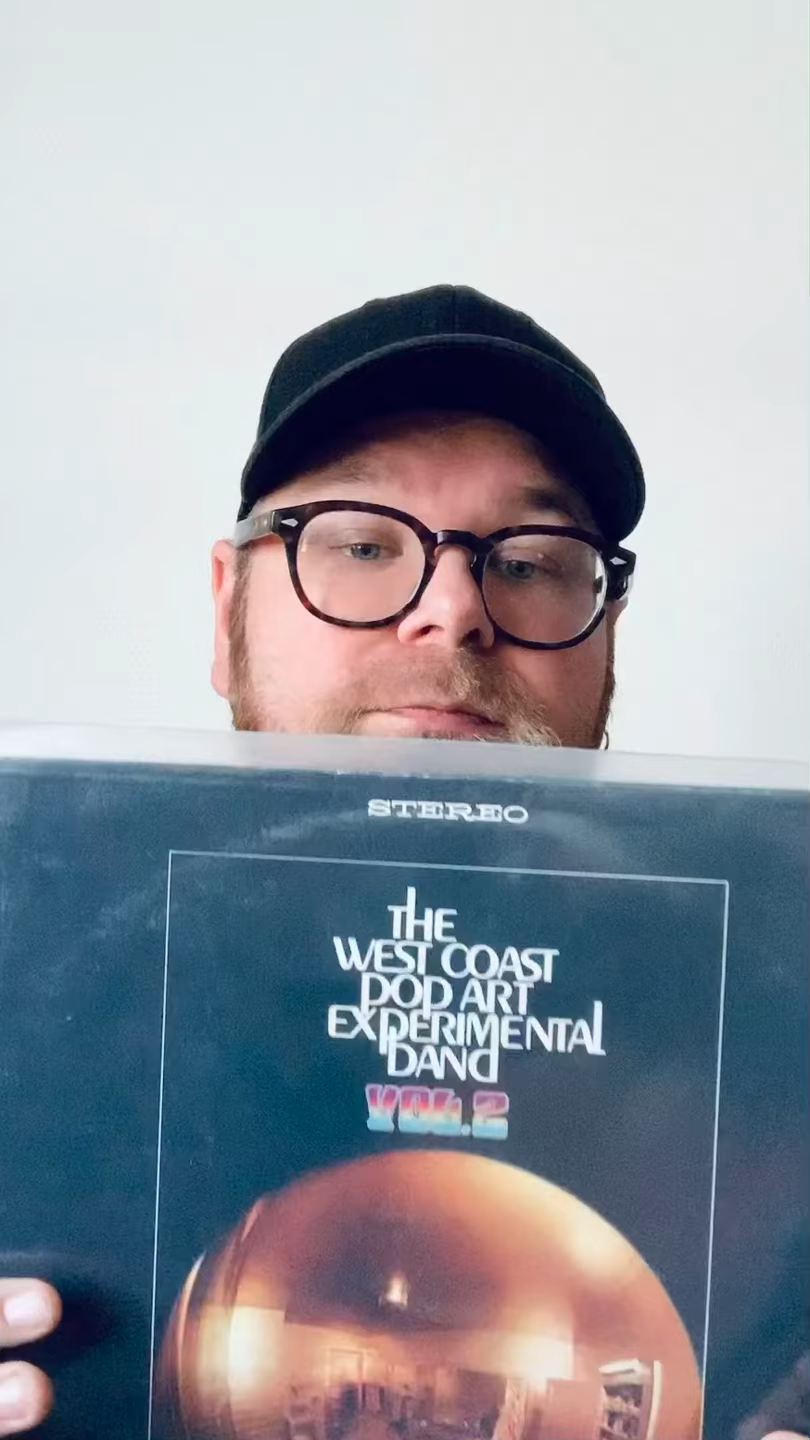 STEREO
THE
WEST COAST
POP ART
EXPERIMENTAL
BAND
VOL.2